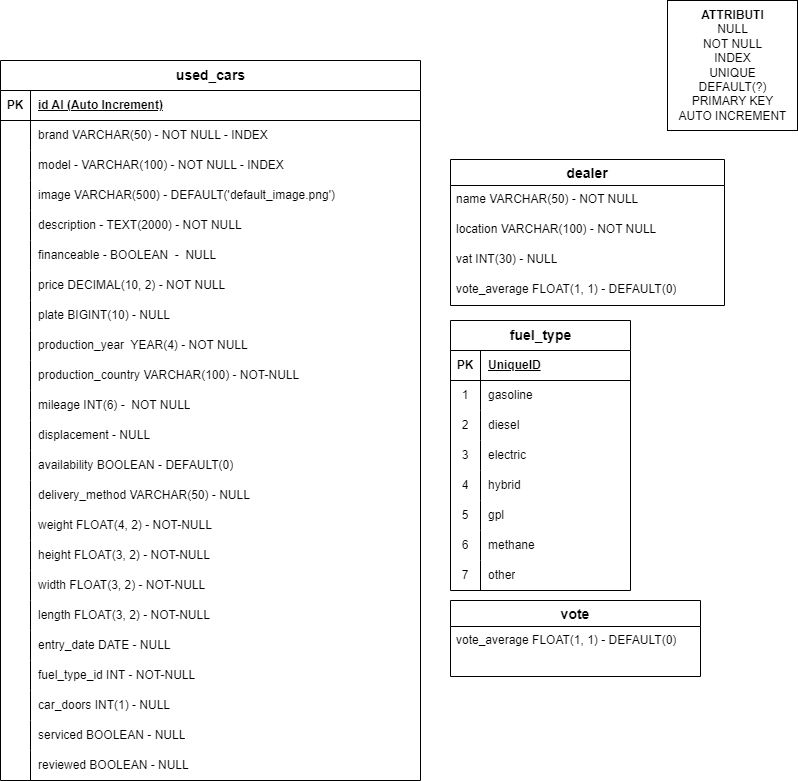 ATTRIBUTI
NULL
NOT NULL
INDEX
UNIQUE
DEFAULT(?)
PRIMARY KEY
AUTO INCREMENT
used_cars
PK id AI (Auto Increment)
brand VARCHAR(50) - NOT NULL - INDEX
model - VARCHAR(100) - NOT NULL - INDEX
image VARCHAR(500) - DEFAULT('default_image.png')
description - TEXT(2000) - NOT NULL
financeable - BOOLEAN - NULL
price DECIMAL(10, 2) - NOT NULL
plate BIGINT(10) - NULL
production_year YEAR(4) - NOT NULL
production_country VARCHAR(100) - NOT-NULL
mileage INT(6) - NOT NULL
displacement - NULL
availability BOOLEAN - DEFAULT(0)
delivery_method VARCHAR(50) - NULL
weight FLOAT(4, 2) - NOT-NULL
height FLOAT(3, 2) - NOT-NULL
width FLOAT(3, 2) - NOT-NULL
length FLOAT(3, 2) - NOT-NULL
entry_date DATE - NULL
fuel_type_id INT - NOT-NULL
car_doors INT(1) - NULL
serviced BOOLEAN - NULL
reviewed BOOLEAN - NULL
dealer
name VARCHAR(50) - NOT NULL
location VARCHAR(100) - NOT NULL
vat INT(30) - NULL
vote_average FLOAT(1, 1) - DEFAULT(0)
fuel_type
PK UniqueID
1 gasoline
2 diesel
3 electric
4 hybrid
5 gpl
6 methane
7 other
vote
vote_average FLOAT(1, 1) - DEFAULT(0)